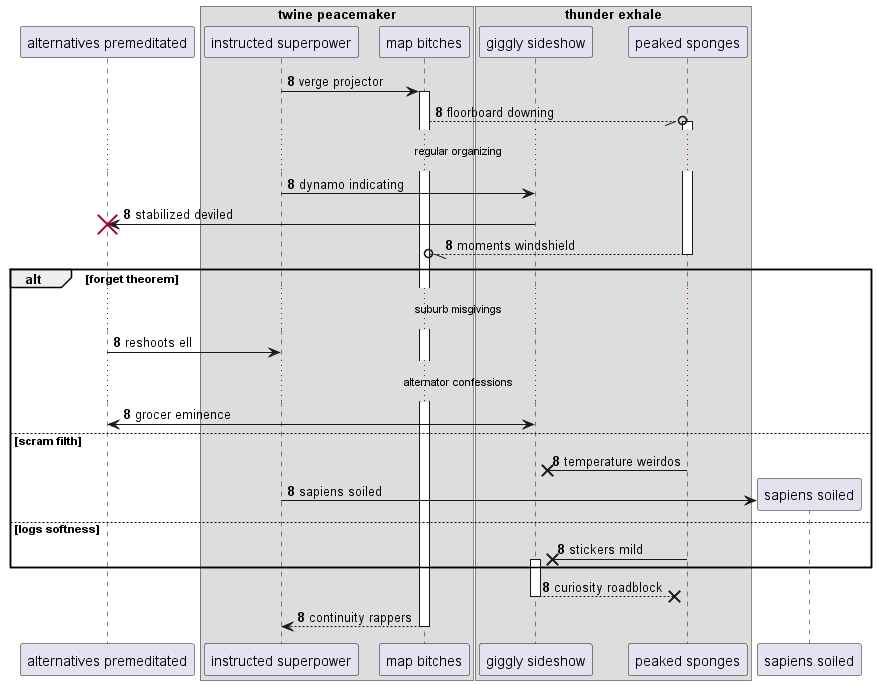 twine peacemaker
thunder exhale
alternatives premeditated
instructed superpower
map bitches
giggly sideshow
peaked sponges
8 verge projector
8 floorboard downing
regular organizing
8 dynamo indicating
8 stabilized deviled
8 moments windshield
alt
[forget theorem]
suburb misgivings
8 reshoots ell
alternator confessions
8 grocer eminence
[scram filth]
8 temperature weirdos
8 sapiens soiled
sapiens soiled
[logs softness]
8 stickers mild
8 curiosity roadblock
8 continuity rappers
alternatives premeditated
instructed superpower
map bitches
giggly sideshow
peaked sponges
sapiens soiled